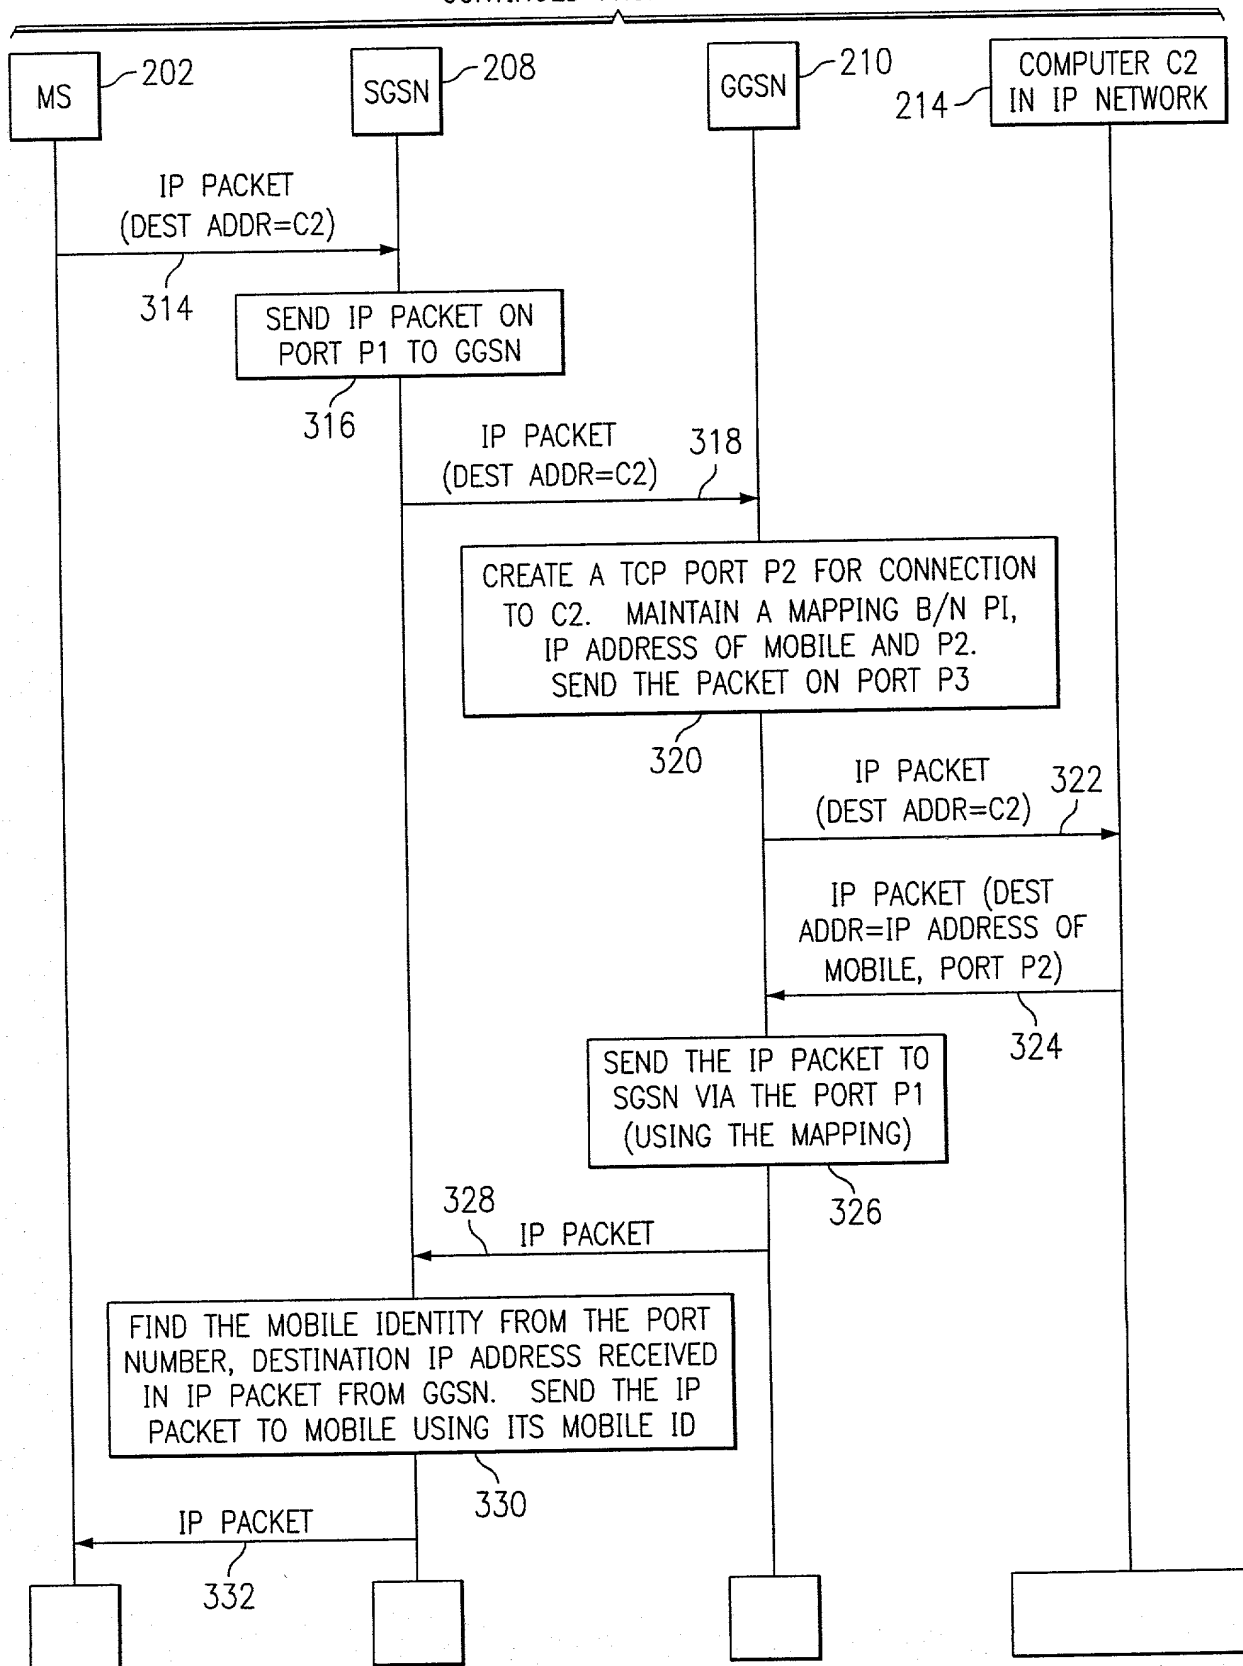 MS
202
SGSN
208
GGSN
210
COMPUTER C2
IN IP NETWORK
214
IP PACKET
(DEST ADDR=C2)
314
SEND IP PACKET ON
PORT P1 TO GGSN
316
IP PACKET
(DEST ADDR=C2)
318
CREATE A TCP PORT P2 FOR CONNECTION
TO C2. MAINTAIN A MAPPING B/N PI,
IP ADDRESS OF MOBILE AND P2.
SEND THE PACKET ON PORT P3
320
IP PACKET
(DEST ADDR=C2)
322
IP PACKET (DEST
ADDR=IP ADDRESS OF
MOBILE, PORT P2)
324
SEND THE IP PACKET TO
SGSN VIA THE PORT P1
(USING THE MAPPING)
326
328
IP PACKET
FIND THE MOBILE IDENTITY FROM THE PORT
NUMBER, DESTINATION IP ADDRESS RECEIVED
IN IP PACKET FROM GGSN. SEND THE IP
PACKET TO MOBILE USING ITS MOBILE ID
330
IP PACKET
332